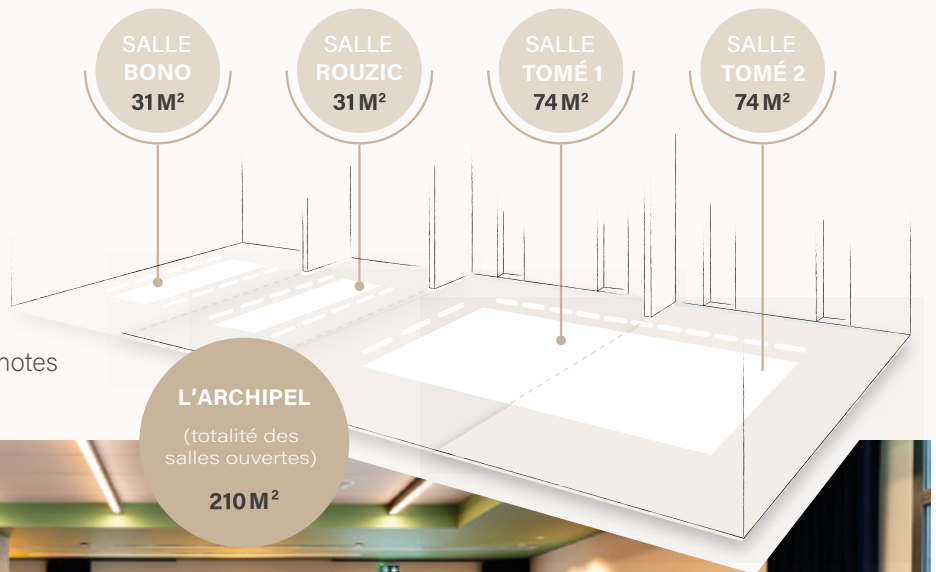 SALLE
BONO
31 M²
SALLE
ROUZIC
31 M²
SALLE
TOMÉ 1
74 M²
SALLE
TOMÉ 2
74 M²
notes
L'ARCHIPEL
(totalité des
salles ouvertes)
210 M²